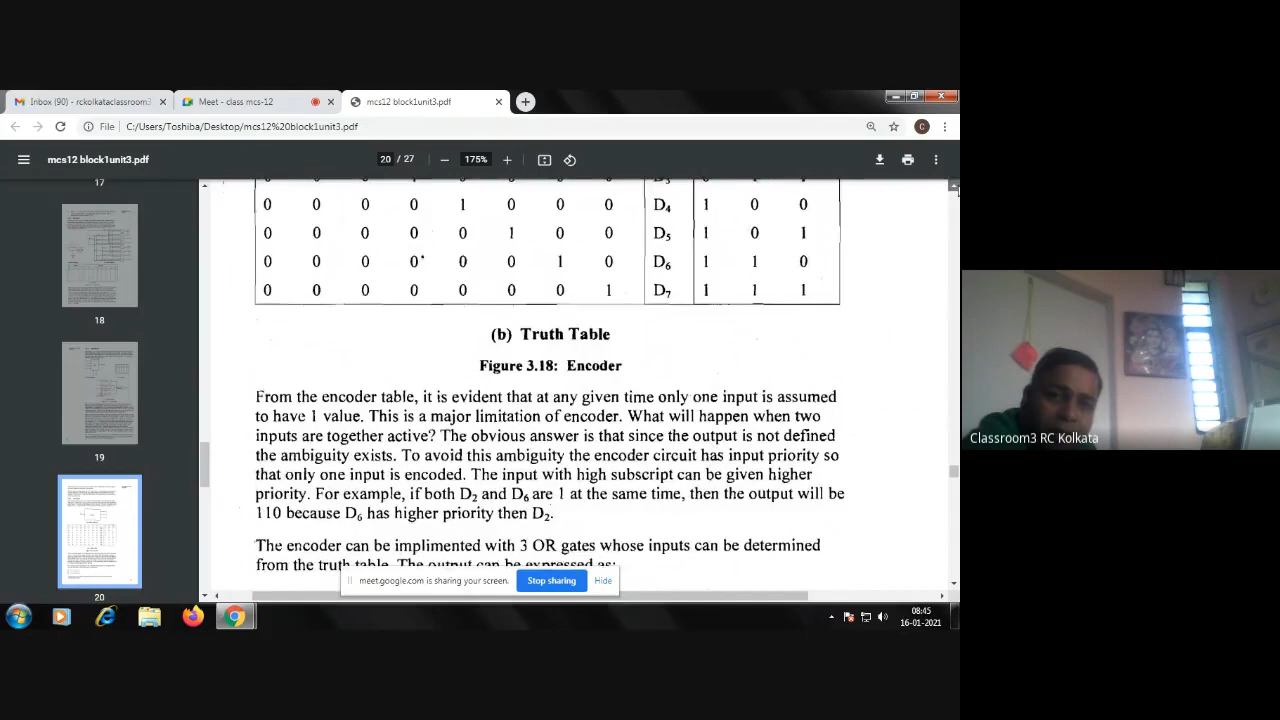 Inbox (90) - rckolkataclassroom3 Meet - class mcs-12 mcs12 block1unit3.pdf
File C:/Users/Toshiba/Desktop/mcs12%20block1unit3.pdf C
mcs12 block1unit3.pdf 20 / 27 175%
17
18
19
20
0 0 0 0 1 0 0 0 D4 1 0 0
0 0 0 0 0 1 0 0 D5 1 0 1
0 0 0 0 0 0 1 0 D6 1 1 0
0 0 0 0 0 0 0 1 D7 1 1 1
(b) Truth Table
Figure 3.18: Encoder
From the encoder table, it is evident that at any given time only one input is assumed
to have 1 value. This is a major limitation of encoder. What will happen when two
inputs are together active? The obvious answer is that since the output is not defined
the ambiguity exists. To avoid this ambiguity the encoder circuit has input priority so
that only one input is encoded. The input with high subscript can be given higher
priority. For example, if both D2 and D6 are 1 at the same time, then the output will be
110 because D6 has higher priority then D2.
The encoder can be implimented with 3 OR gates whose inputs can be determined
from the truth table. The output can be expressed as:
meet.google.com is sharing your screen. Stop sharing Hide
08:45
16-01-2021
Classroom3 RC Kolkata